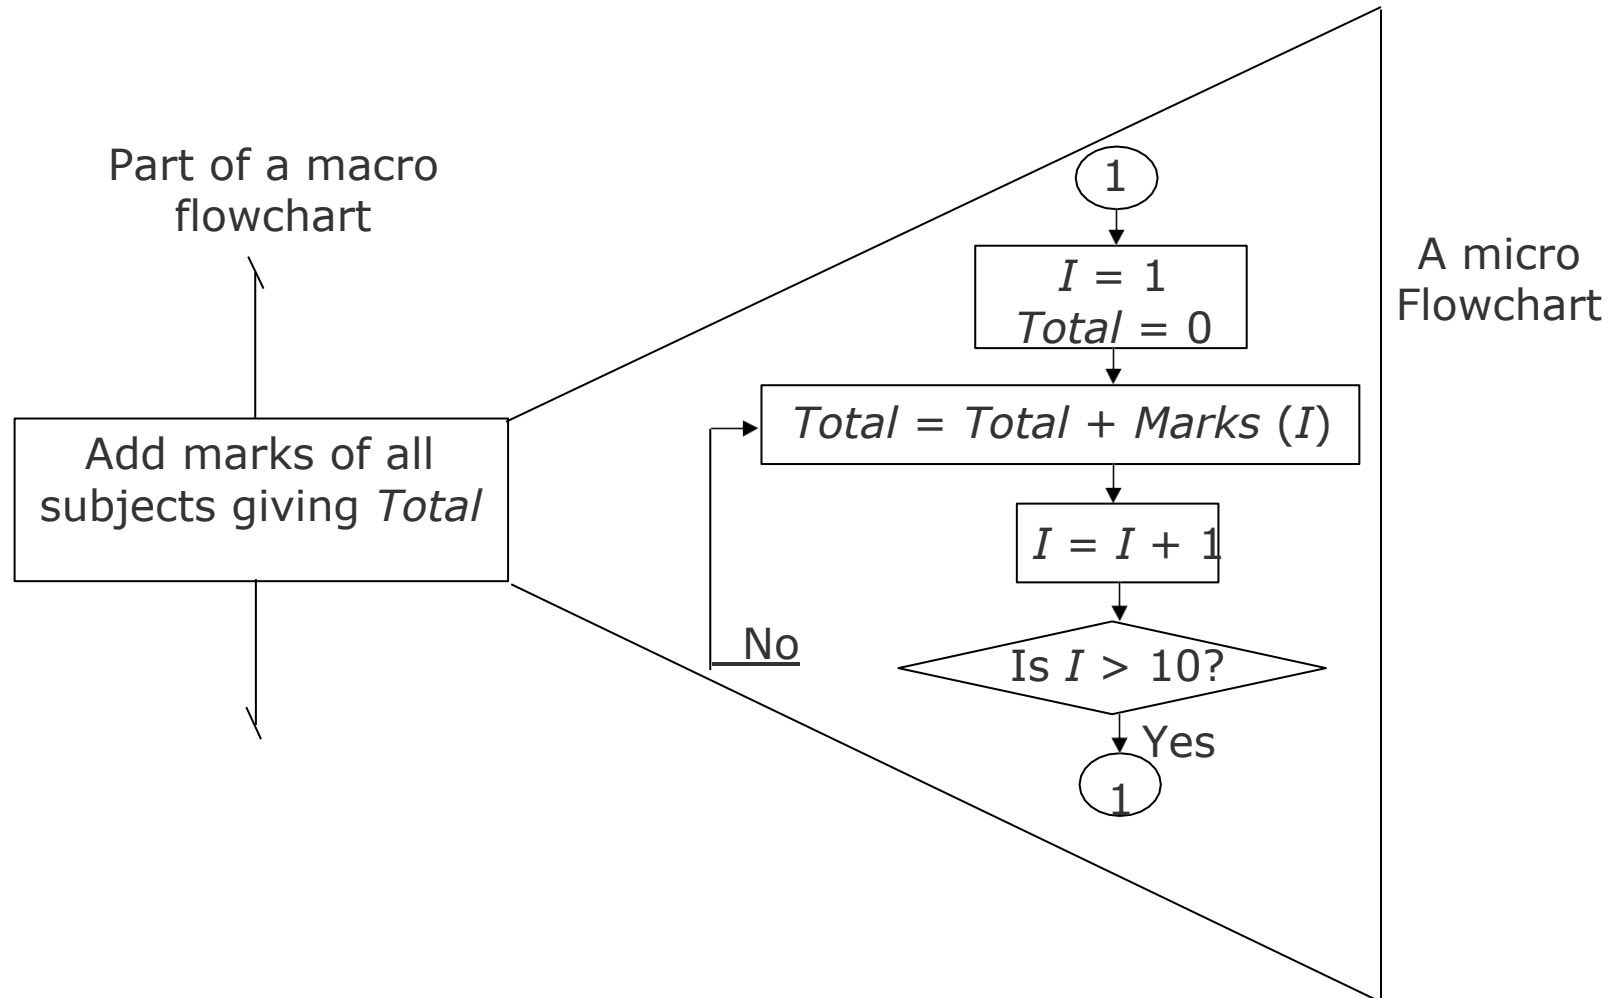 Part of a macro
flowchart
Add marks of all
subjects giving Total
1
I = 1
Total = 0
Total = Total + Marks (I)
I = I + 1
No
Is I > 10?
Yes
1
A micro
Flowchart